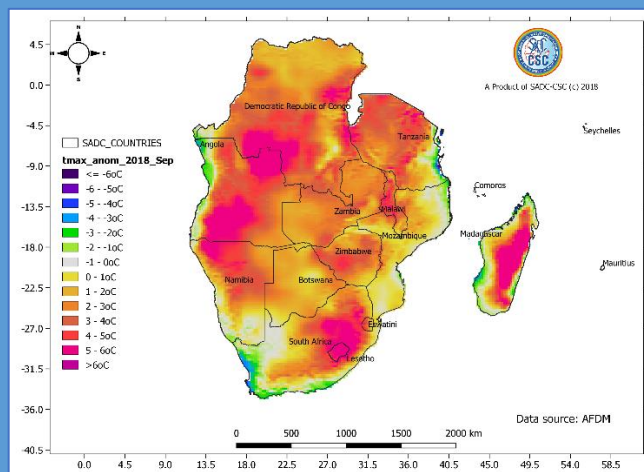 N
W
E
S
4.5
0.0
-4.5
-9.0
-13.5
-18.0
-22.5
-27.0
-31.5
-36.0
-40.5
SADC
CSC
A Product of SADC-CSC (c) 2018
Democratic Republic of Congo
Tanzania
Seychelles
Angola
Comoros
Zambia
Malawi
Mozambique
Madagascar
Zimbabwe
Mauritius
Namibia
Botswana
Eswatini
South Africa
Lesotho
SADC_COUNTRIES
tmax_anom_2018_Sep
<= -6oC
-6 - -5oC
-5 - -4oC
-4 - -3oC
-3 - -2oC
-2 - -1oC
-1 - 0oC
0 - 1oC
1 - 2oC
2 - 3oC
3 - 4oC
4 - 5oC
5 - 6oC
>6oC
Data source: AFDM
0 500 1000 1500 2000 km
0.0 4.5 9.0 13.5 18.0 22.5 27.0 31.5 36.0 40.5 45.0 49.5 54.0 58.5